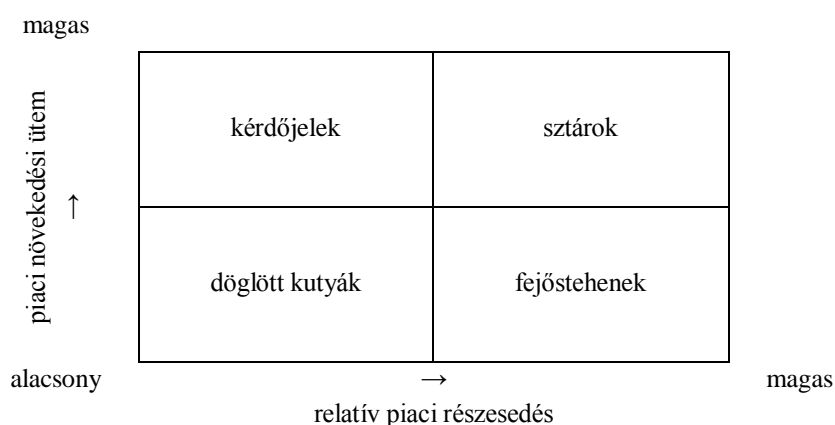 magas
piaci növekedési ütem
↑
kérdőjelek
sztárok
döglött kutyák
fejőstehenek
alacsony
→
magas
relatív piaci részesedés